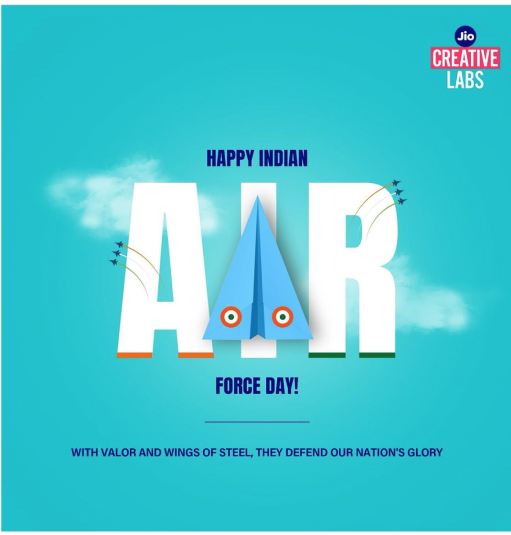 Jio
CREATIVE
LABS
HAPPY INDIAN
AIR
FORCE DAY!
WITH VALOR AND WINGS OF STEEL, THEY DEFEND OUR NATION'S GLORY